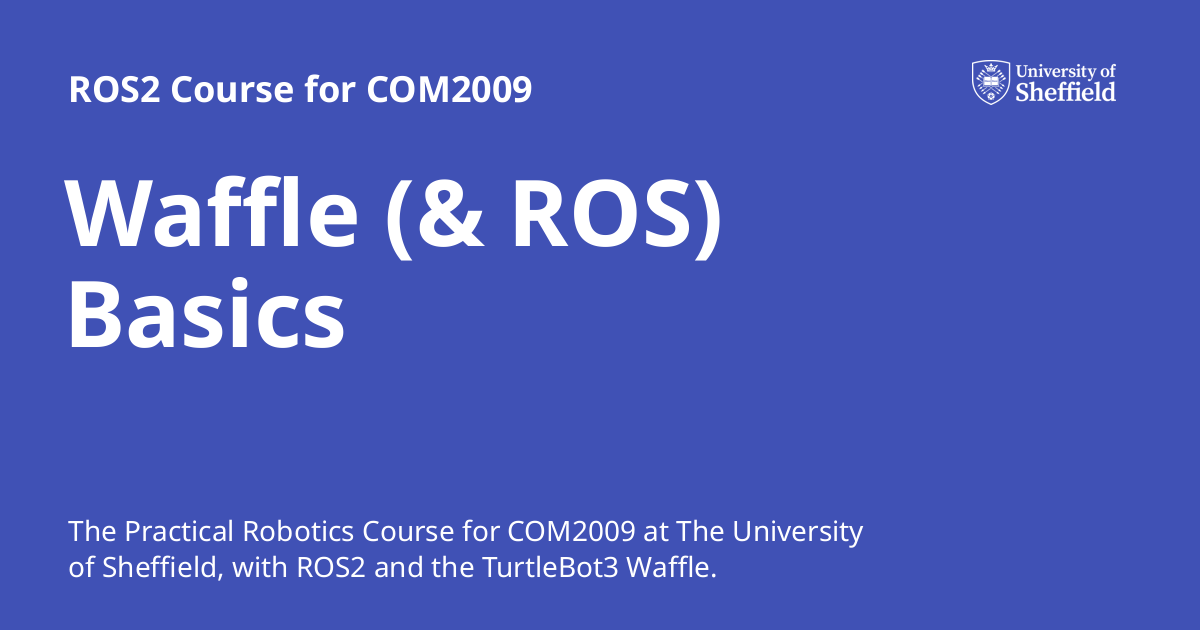 ROS2 Course for COM2009
University of
Sheffield
Waffle (& ROS)
Basics
The Practical Robotics Course for COM2009 at The University
of Sheffield, with ROS2 and the TurtleBot3 Waffle.